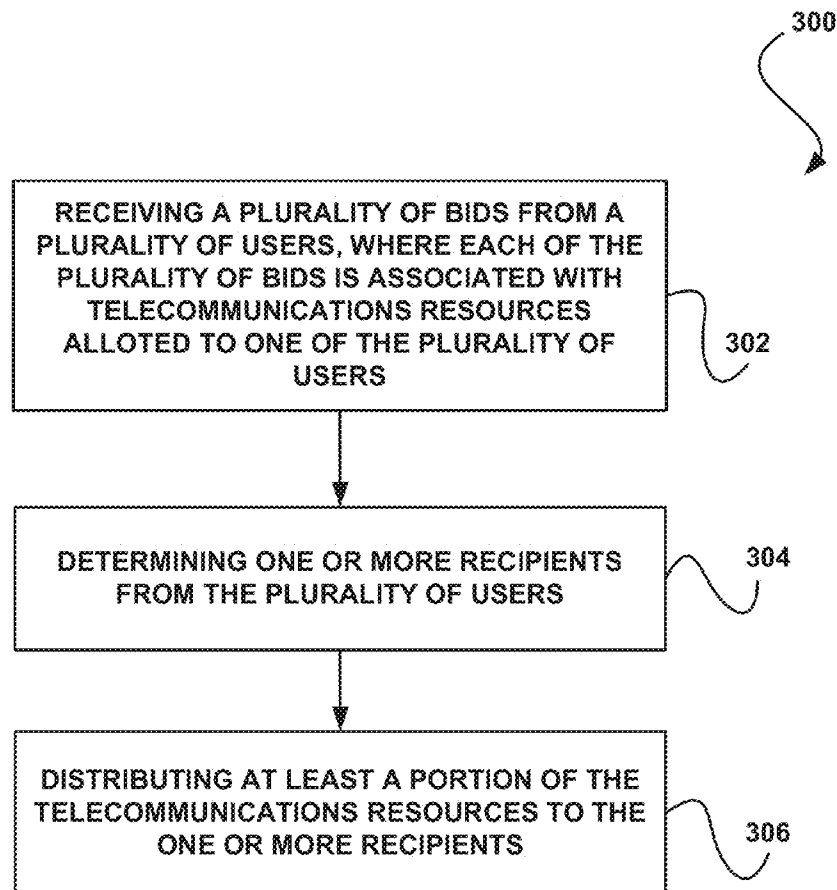 300
RECEIVING A PLURALITY OF BIDS FROM A
PLURALITY OF USERS, WHERE EACH OF THE
PLURALITY OF BIDS IS ASSOCIATED WITH
TELECOMMUNICATIONS RESOURCES
ALLOTED TO ONE OF THE PLURALITY OF
USERS
302
DETERMINING ONE OR MORE RECIPIENTS
FROM THE PLURALITY OF USERS
304
DISTRIBUTING AT LEAST A PORTION OF THE
TELECOMMUNICATIONS RESOURCES TO THE
ONE OR MORE RECIPIENTS
306